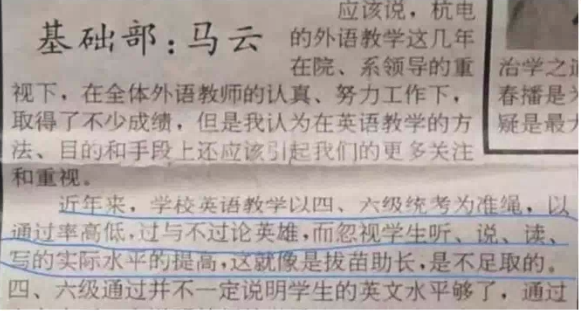 基础部：马云
应该说，杭电
的外语教学这几年
在院、系领导的重
视下，在全体外语教师的认真、努力工作下，
取得了不少成绩，但是我认为在英语教学的方
法、目的和手段上还应该引起我们的更多关注
和重视。
近年来，学校英语教学以四、六级统考为准绳，以
通过率高低，过与不过论英雄，而忽视学生听、说、读、
写的实际水平的提高，这就像是拔苗助长，是不足取的。
四、六级通过并不一定说明学生的英文水平够了，通过
治学之
春播是
疑是最